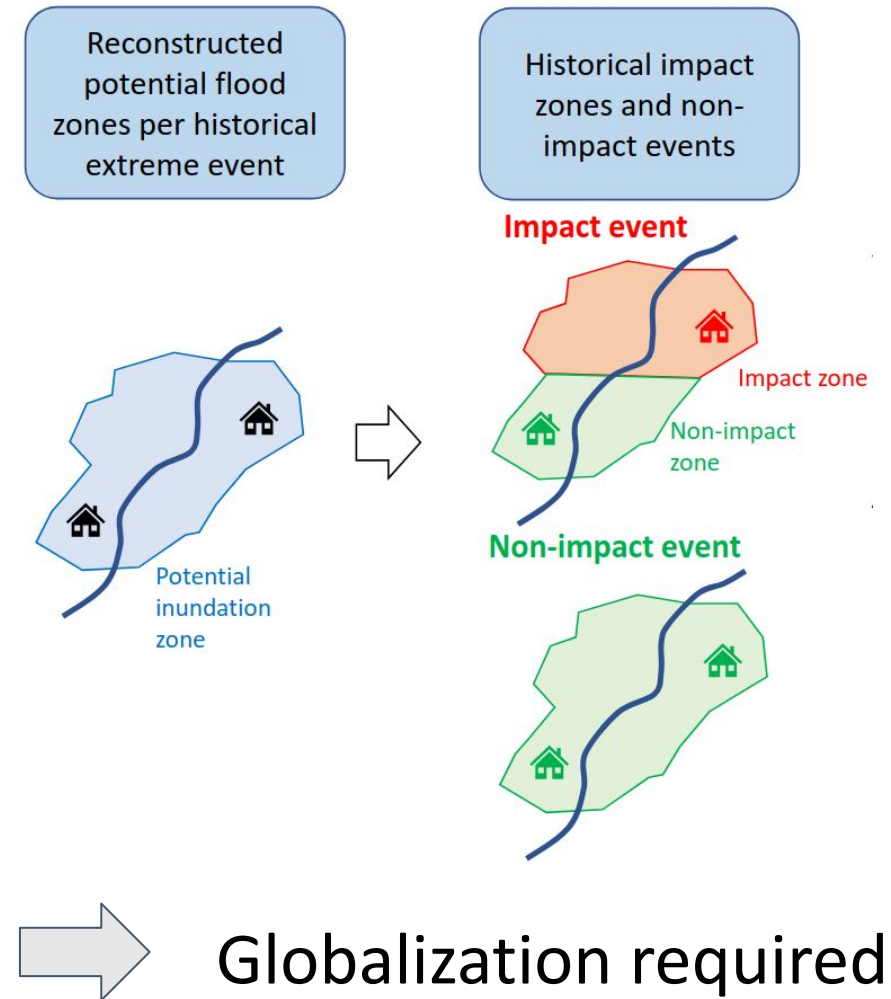 Reconstructed
potential flood
zones per historical
extreme event
Historical impact
zones and non-
impact events
Impact event
Impact zone
Non-impact
zone
Non-impact event
Potential
inundation
zone
Globalization required